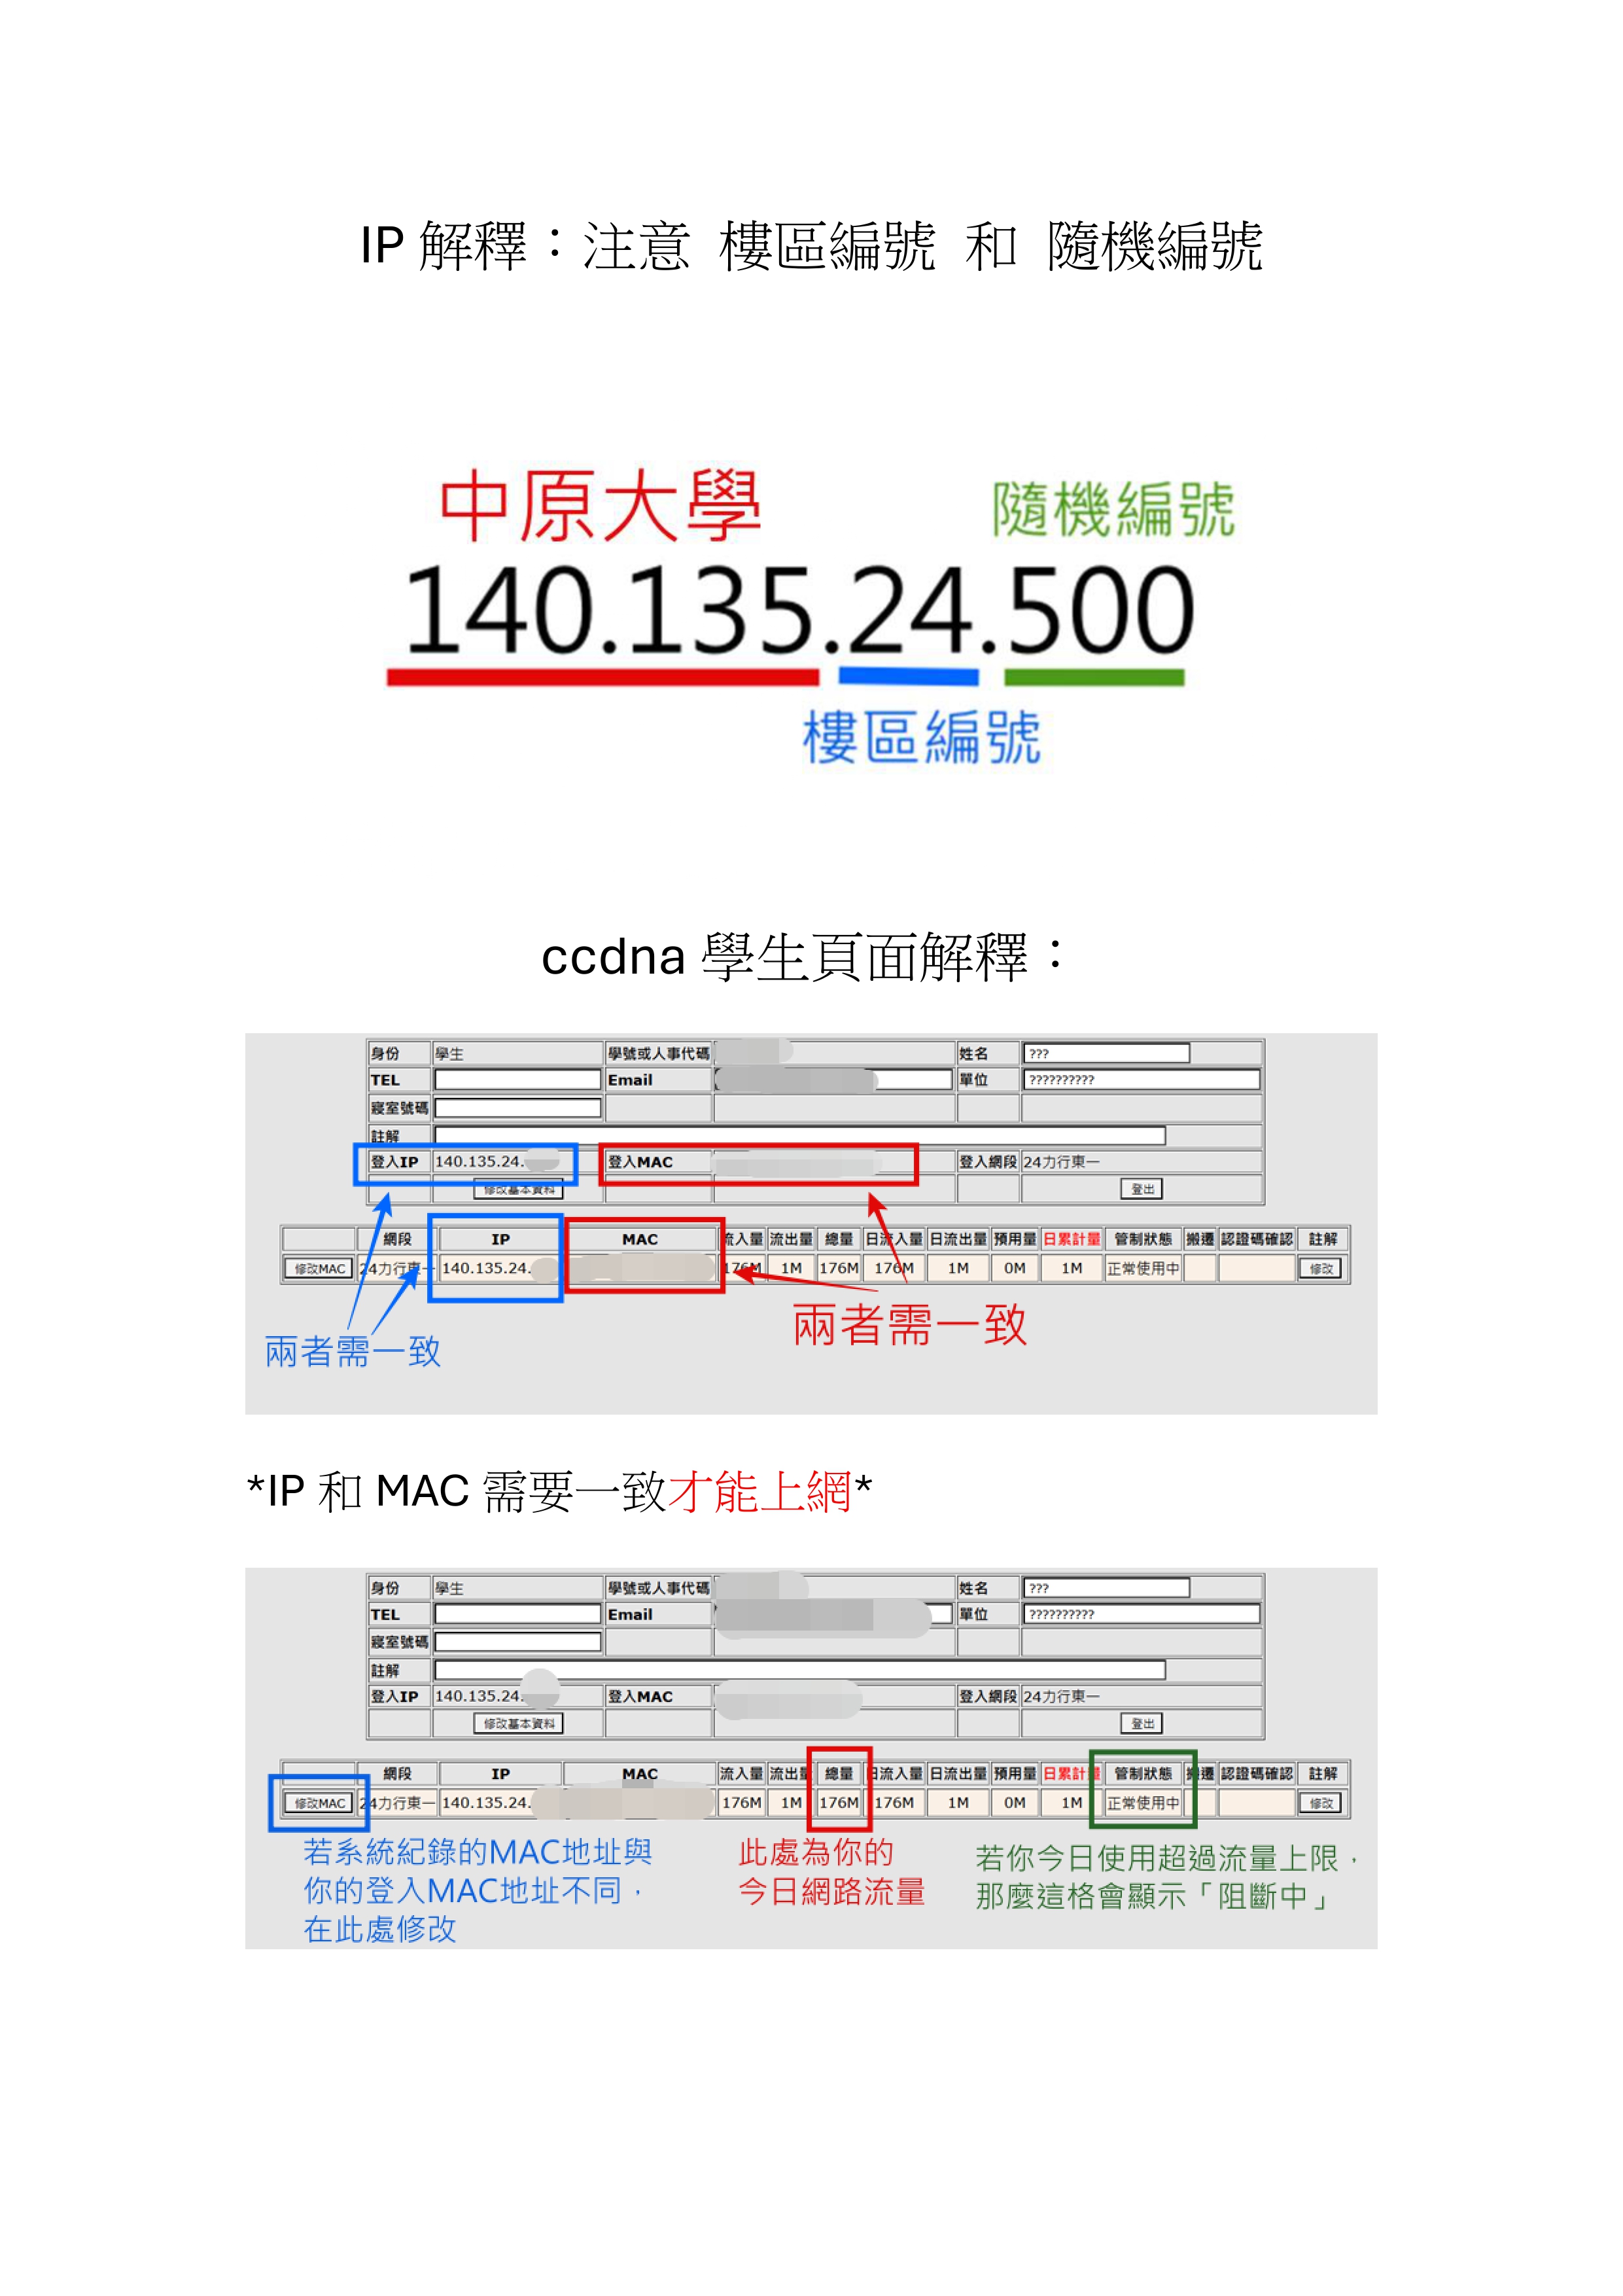 IP 解釋：注意 樓區編號 和 隨機編號
中原大學 隨機編號
140.135.24.500
樓區編號
ccdna 學生頁面解釋：
身份 學生 學號或人事代碼 姓名 ???
TEL Email 單位 ??????????
寢室號碼
註解
登入IP 140.135.24. 登入MAC 登入網段 24力行東一
修改基本資料 登出
網段 IP MAC 流入量 流出量 總量 日流入量 日流出量 預用量 日累計量 管制狀態 搬遷 認證碼確認 註解
修改MAC 24力行東一 140.135.24. 176M 1M 176M 176M 1M 0M 1M 正常使用中 修改
兩者需一致 兩者需一致
*IP 和 MAC 需要一致才能上網*
身份 學生 學號或人事代碼 姓名 ???
TEL Email 單位 ??????????
寢室號碼
註解
登入IP 140.135.24. 登入MAC 登入網段 24力行東一
修改基本資料 登出
網段 IP MAC 流入量 流出量 總量 日流入量 日流出量 預用量 日累計量 管制狀態 搬遷 認證碼確認 註解
修改MAC 24力行東一 140.135.24. 176M 1M 176M 176M 1M 0M 1M 正常使用中 修改
若系統紀錄的MAC地址與
你的登入MAC地址不同，
在此處修改
此處為你的
今日網路流量
若你今日使用超過流量上限，
那麼這格會顯示「阻斷中」